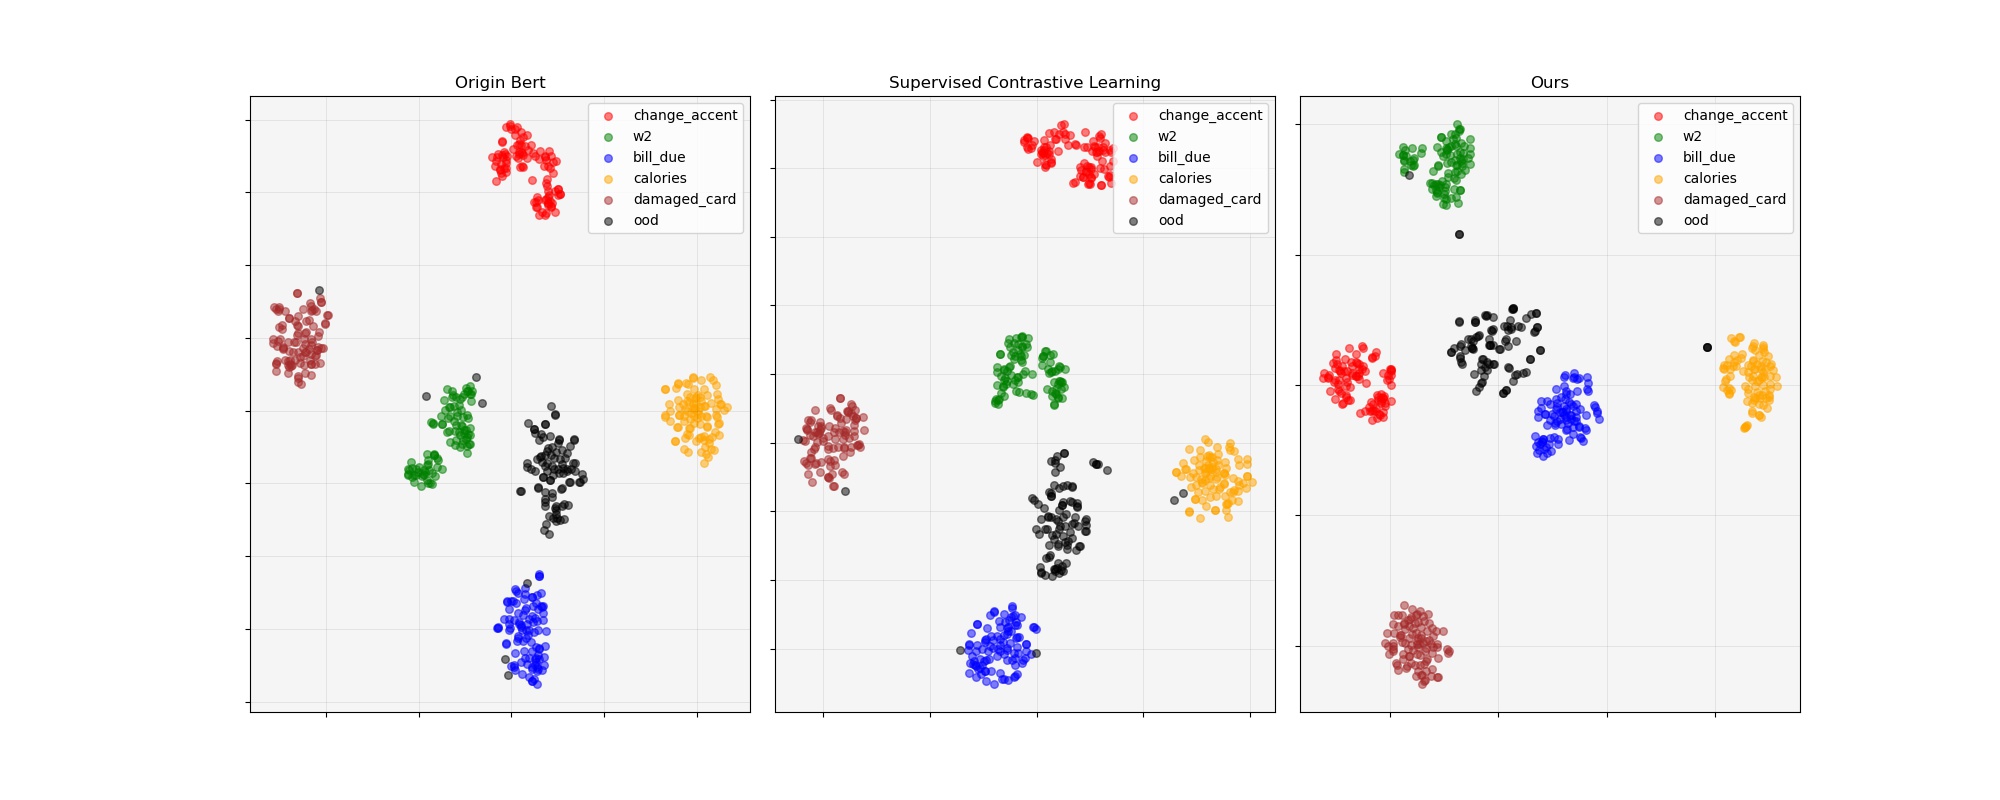 Origin Bert
change_accent
w2
bill_due
calories
damaged_card
ood
Supervised Contrastive Learning
change_accent
w2
bill_due
calories
damaged_card
ood
Ours
change_accent
w2
bill_due
calories
damaged_card
ood